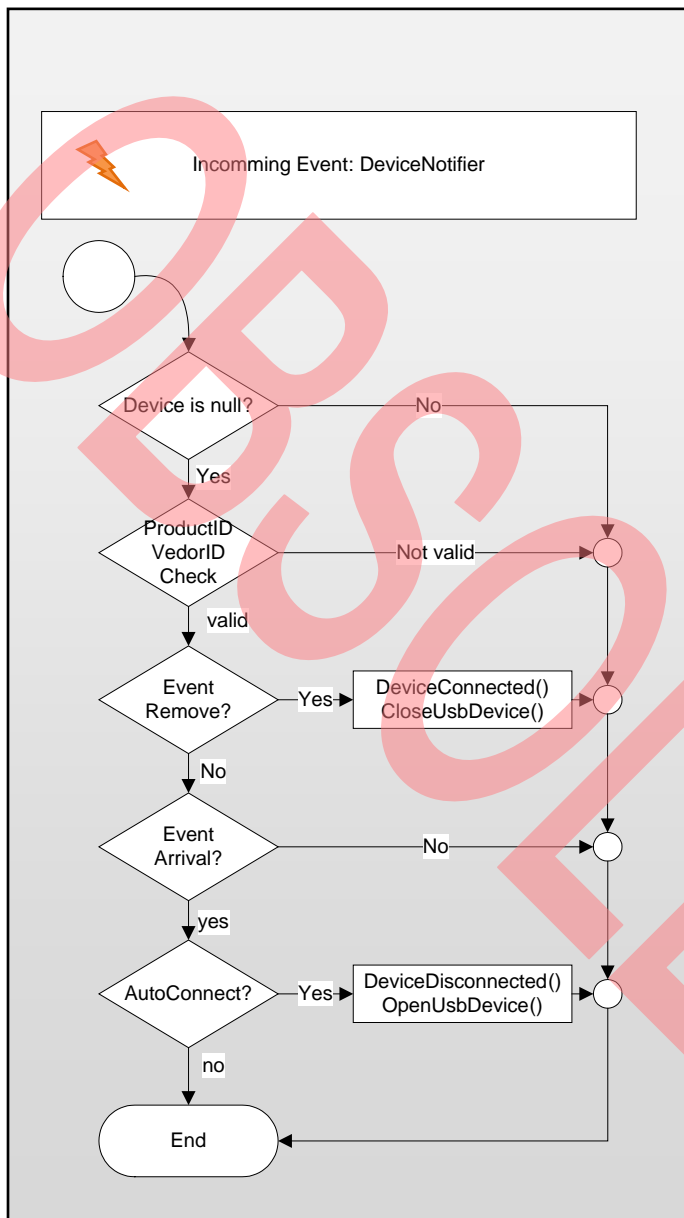 Incomming Event: DeviceNotifier
Device is null?
No
Yes
ProductID
VedorID
Check
Not valid
valid
Event
Remove?
Yes
DeviceConnected()
CloseUsbDevice()
No
Event
Arrival?
No
yes
AutoConnect?
Yes
DeviceDisconnected()
OpenUsbDevice()
no
End
OBSOLE